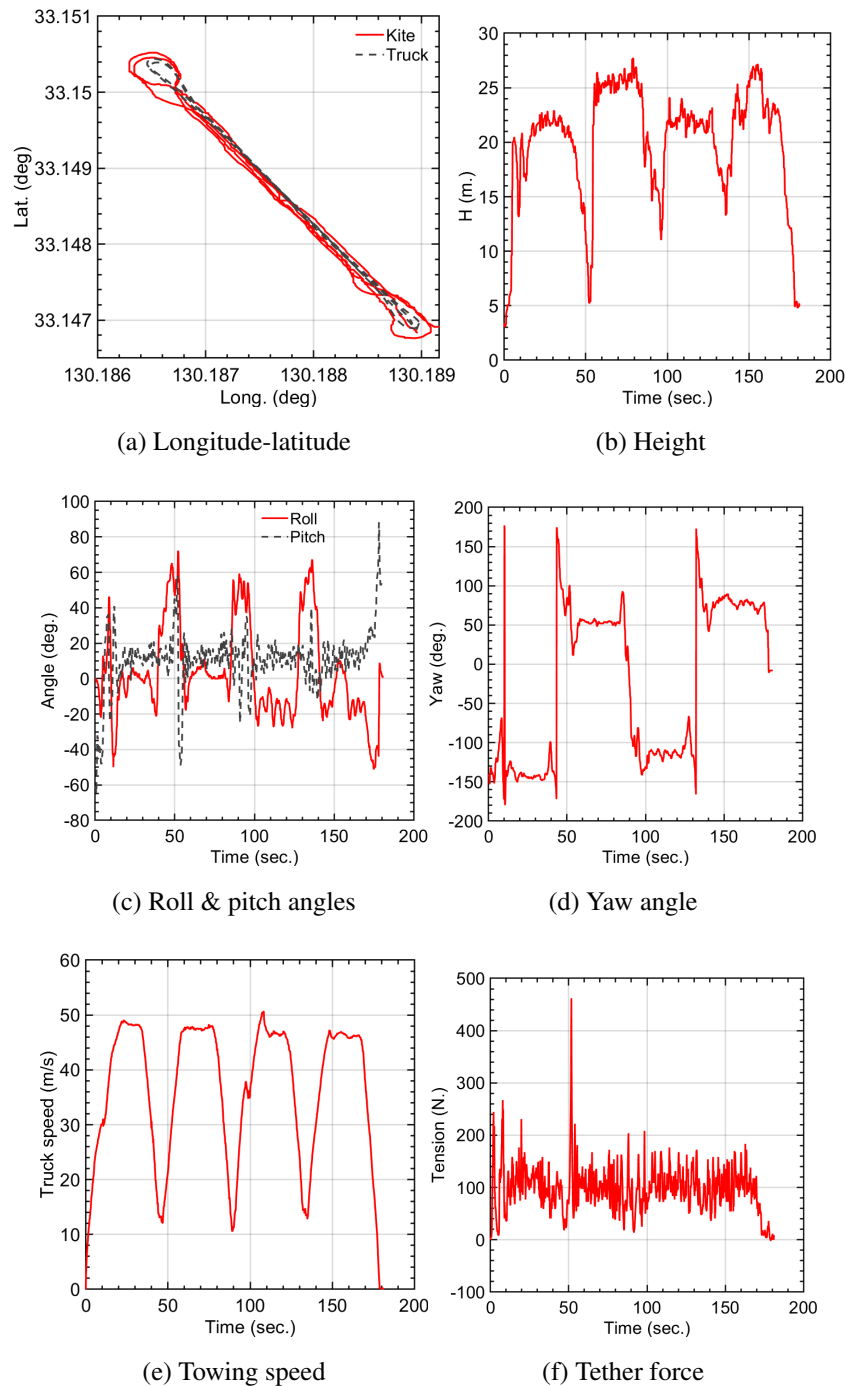 33.151
33.15
33.149
33.148
33.147
Lat. (deg)
Kite
Truck
130.186 130.187 130.188 130.189
Long. (deg)
(a) Longitude-latitude
30
25
20
15
10
5
0
H (m.)
0 50 100 150 200
Time (sec.)
(b) Height
100
80
60
40
20
0
-20
-40
-60
-80
Angle (deg.)
Roll
Pitch
0 50 100 150 200
Time (sec.)
(c) Roll & pitch angles
200
150
100
50
0
-50
-100
-150
-200
Yaw (deg.)
0 50 100 150 200
Time (sec.)
(d) Yaw angle
60
50
40
30
20
10
0
Truck speed (m/s)
0 50 100 150 200
Time (sec.)
(e) Towing speed
500
400
300
200
100
0
-100
Tension (N.)
0 50 100 150 200
Time (sec.)
(f) Tether force